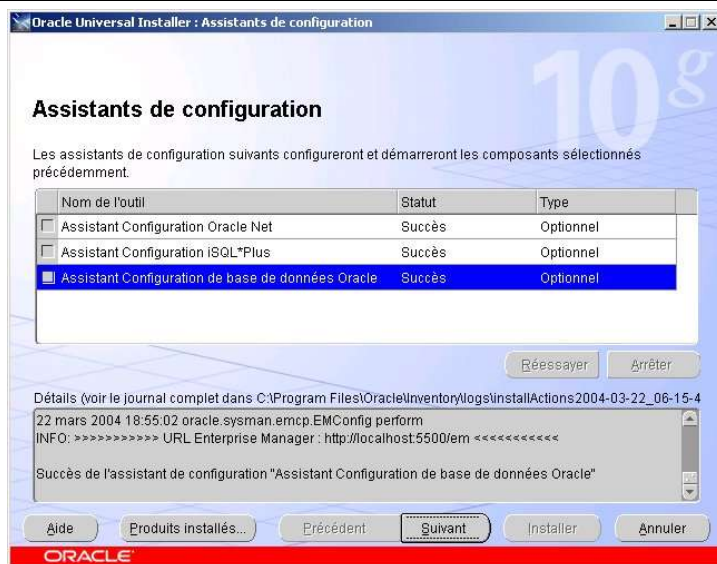 Oracle Universal Installer : Assistants de configuration
10g
Assistants de configuration
Les assistants de configuration suivants configureront et démarreront les composants sélectionnés
précédemment.
Nom de l'outil Statut Type
Assistant Configuration Oracle Net Succès Optionnel
Assistant Configuration iSQL*Plus Succès Optionnel
Assistant Configuration de base de données Oracle Succès Optionnel
Réessayer Arrêter
Détails (voir le journal complet dans C:\Program Files\Oracle\Inventory\logs\installActions2004-03-22_06-15-4
22 mars 2004 18:55:02 oracle.sysman.emcp.EMConfig perform
INFO: >>>>>>>>>>> URL Enterprise Manager : http://localhost:5500/em <<<<<<<<<<<
Succès de l'assistant de configuration "Assistant Configuration de base de données Oracle"
Aide Produits installés... Précédent Suivant Installer Annuler
ORACLE